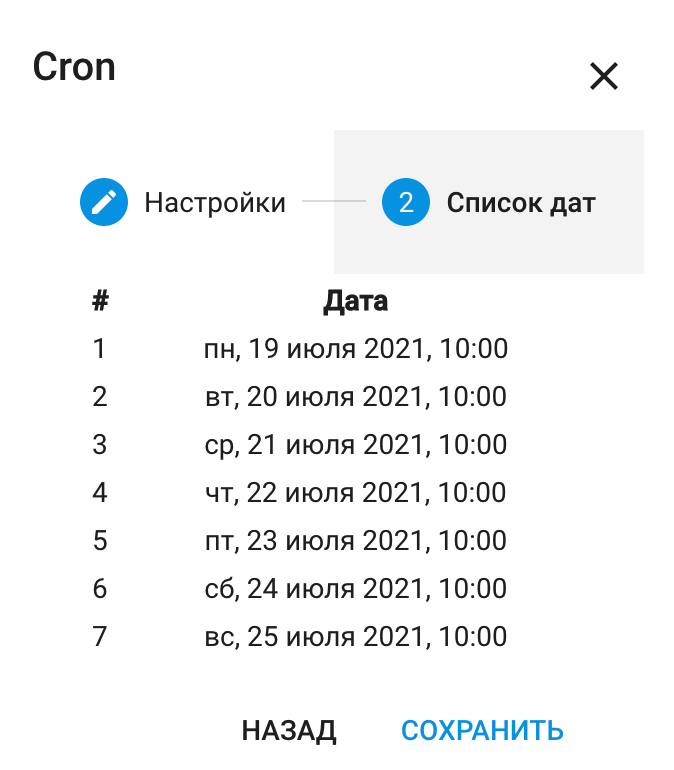 Cron
Настройки 2 Список дат
# Дата
1 пн, 19 июля 2021, 10:00
2 вт, 20 июля 2021, 10:00
3 ср, 21 июля 2021, 10:00
4 чт, 22 июля 2021, 10:00
5 пт, 23 июля 2021, 10:00
6 сб, 24 июля 2021, 10:00
7 вс, 25 июля 2021, 10:00
НАЗАД СОХРАНИТЬ